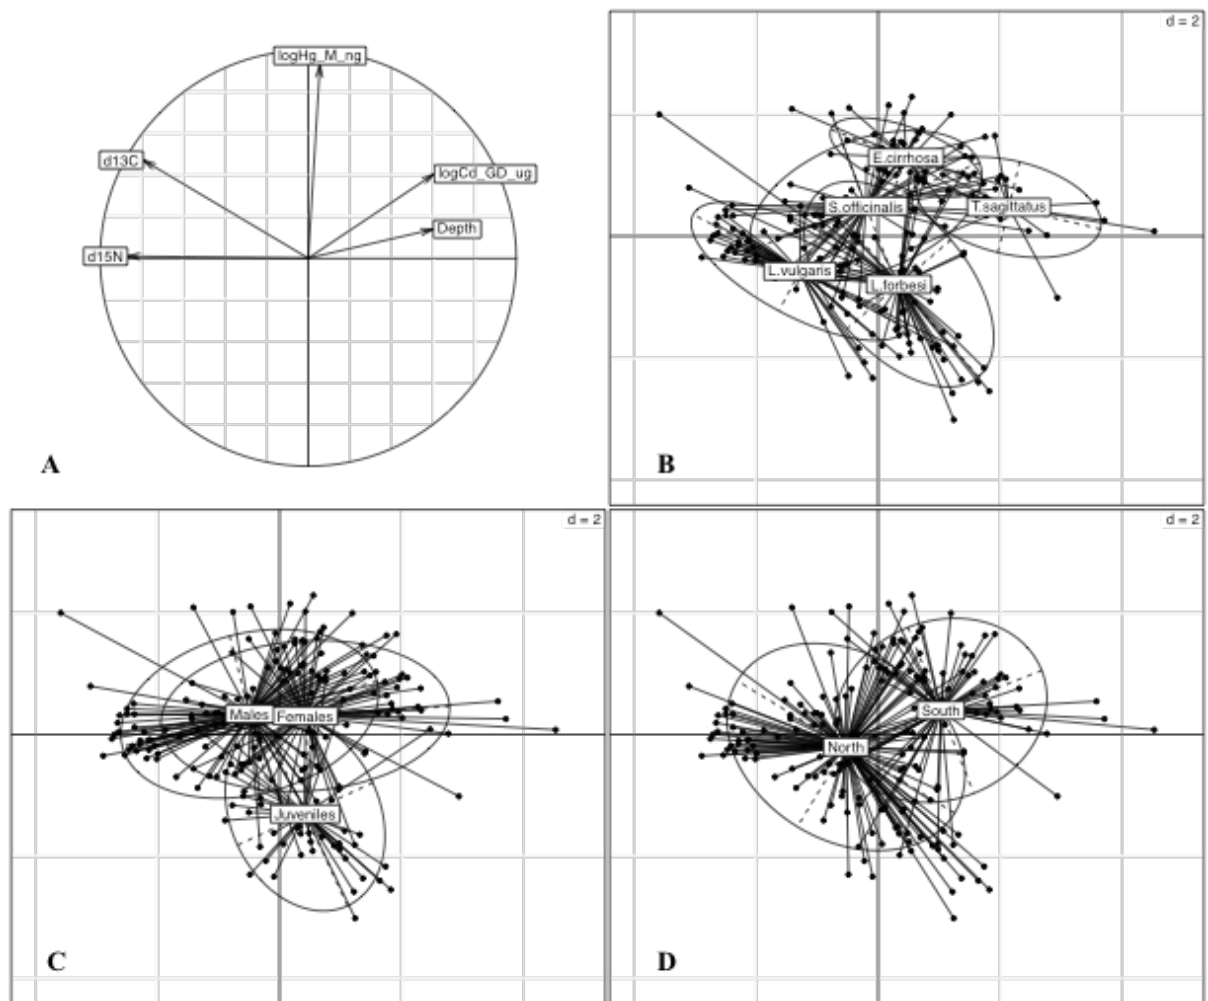 logHg_M_ng
d13C
logCd_GD_ug
Depth
d15N
A
d = 2
E.cirrhosa
S.officinalis
T.sagittatus
L.vulgaris
L.forbesi
B
d = 2
Males
Females
Juveniles
C
d = 2
South
North
D